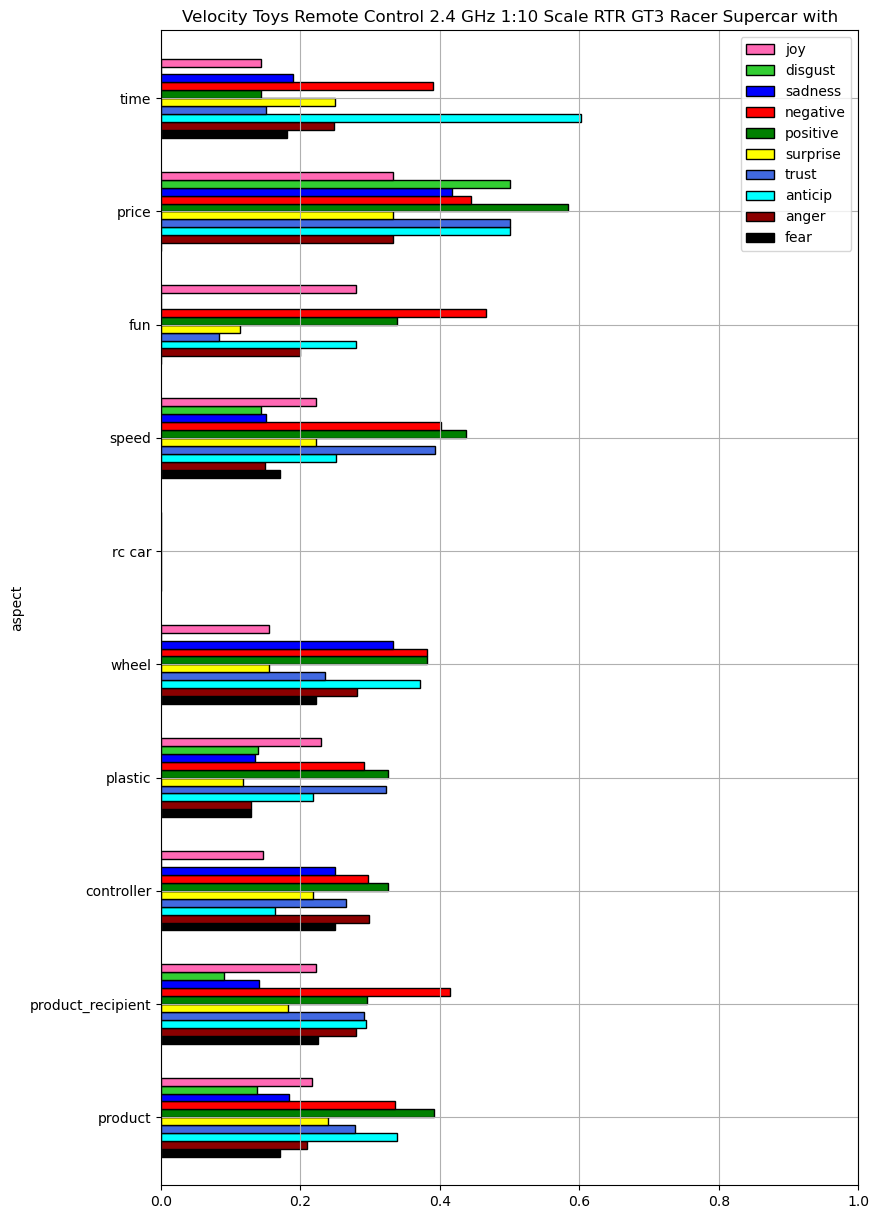 Velocity Toys Remote Control 2.4 GHz 1:10 Scale RTR GT3 Racer Supercar with
joy
disgust
sadness
negative
positive
surprise
trust
anticip
anger
fear
time
price
fun
speed
rc car
wheel
plastic
controller
product_recipient
product
aspect
0.0 0.2 0.4 0.6 0.8 1.0